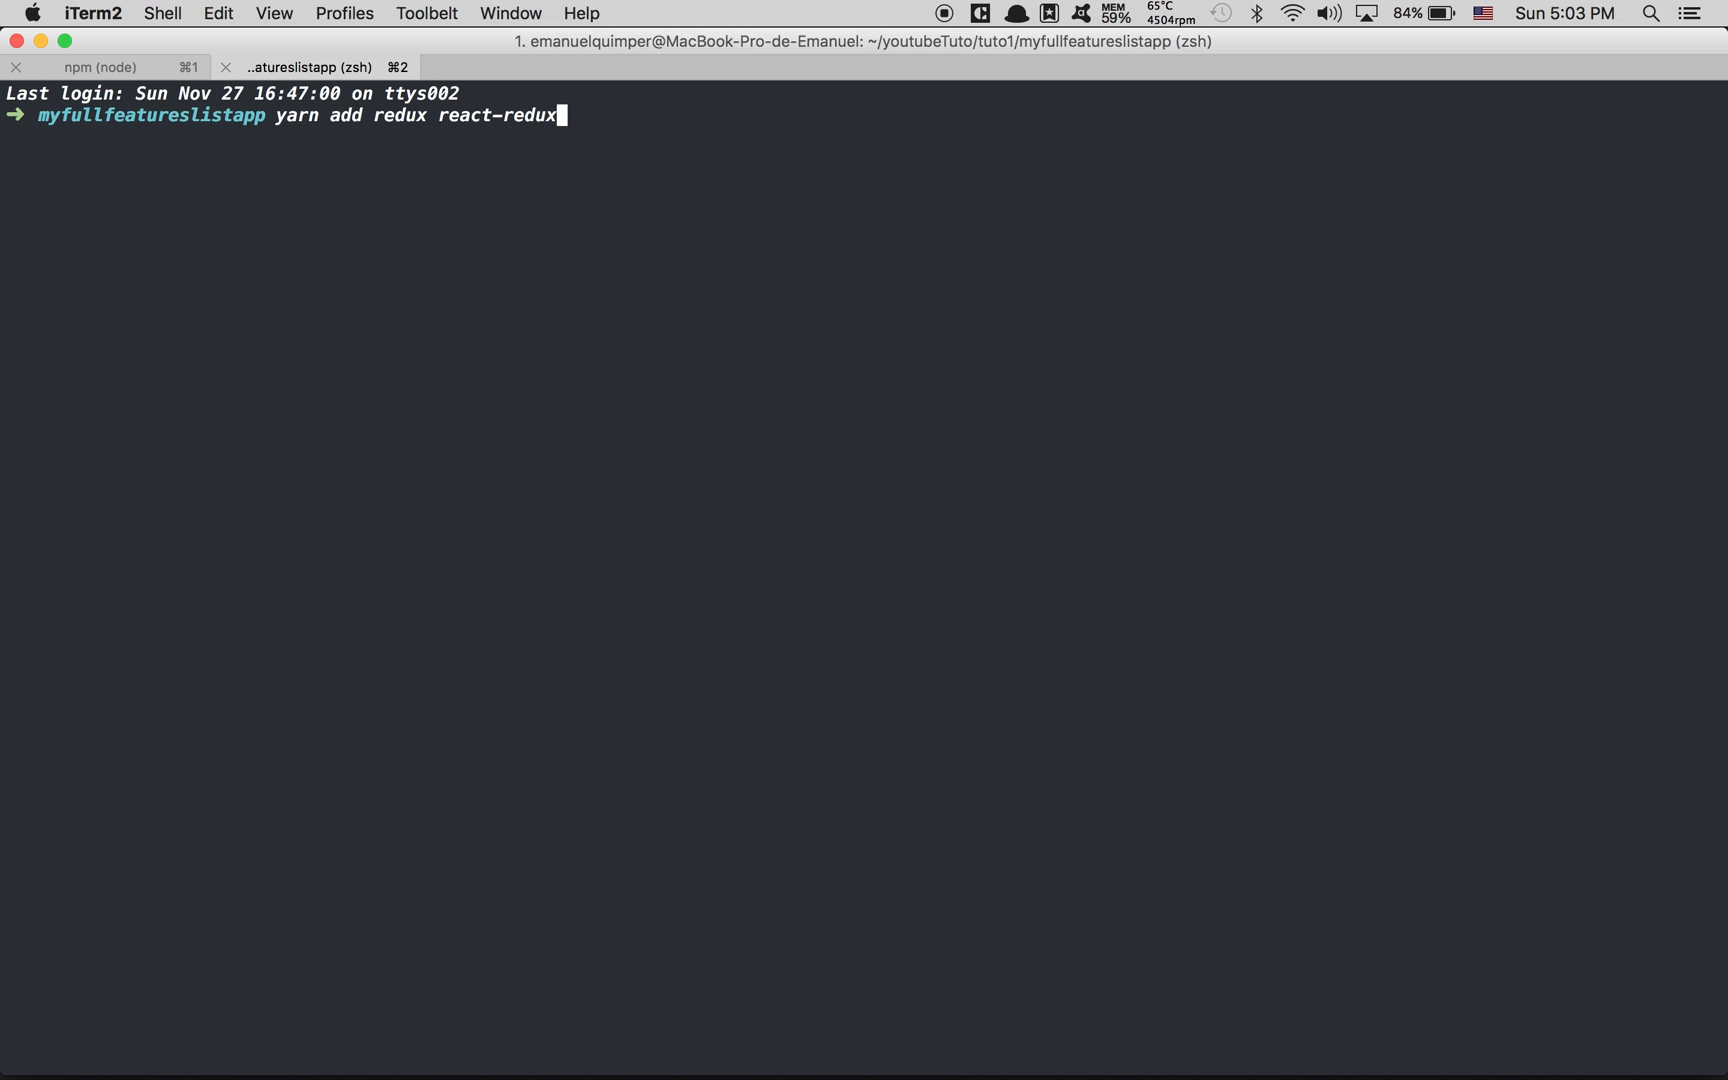 iTerm2 Shell Edit View Profiles Toolbelt Window Help MEM 59% 65°C 4504rpm 84% Sun 5:03 PM
1. emanuelquimper@MacBook-Pro-de-Emanuel: ~/youtubeTuto/tuto1/myfullfeatureslistapp (zsh)
npm (node) ⌘1 ..atureslistapp (zsh) ⌘2
Last login: Sun Nov 27 16:47:00 on ttys002
➜ myfullfeatureslistapp yarn add redux react-redux